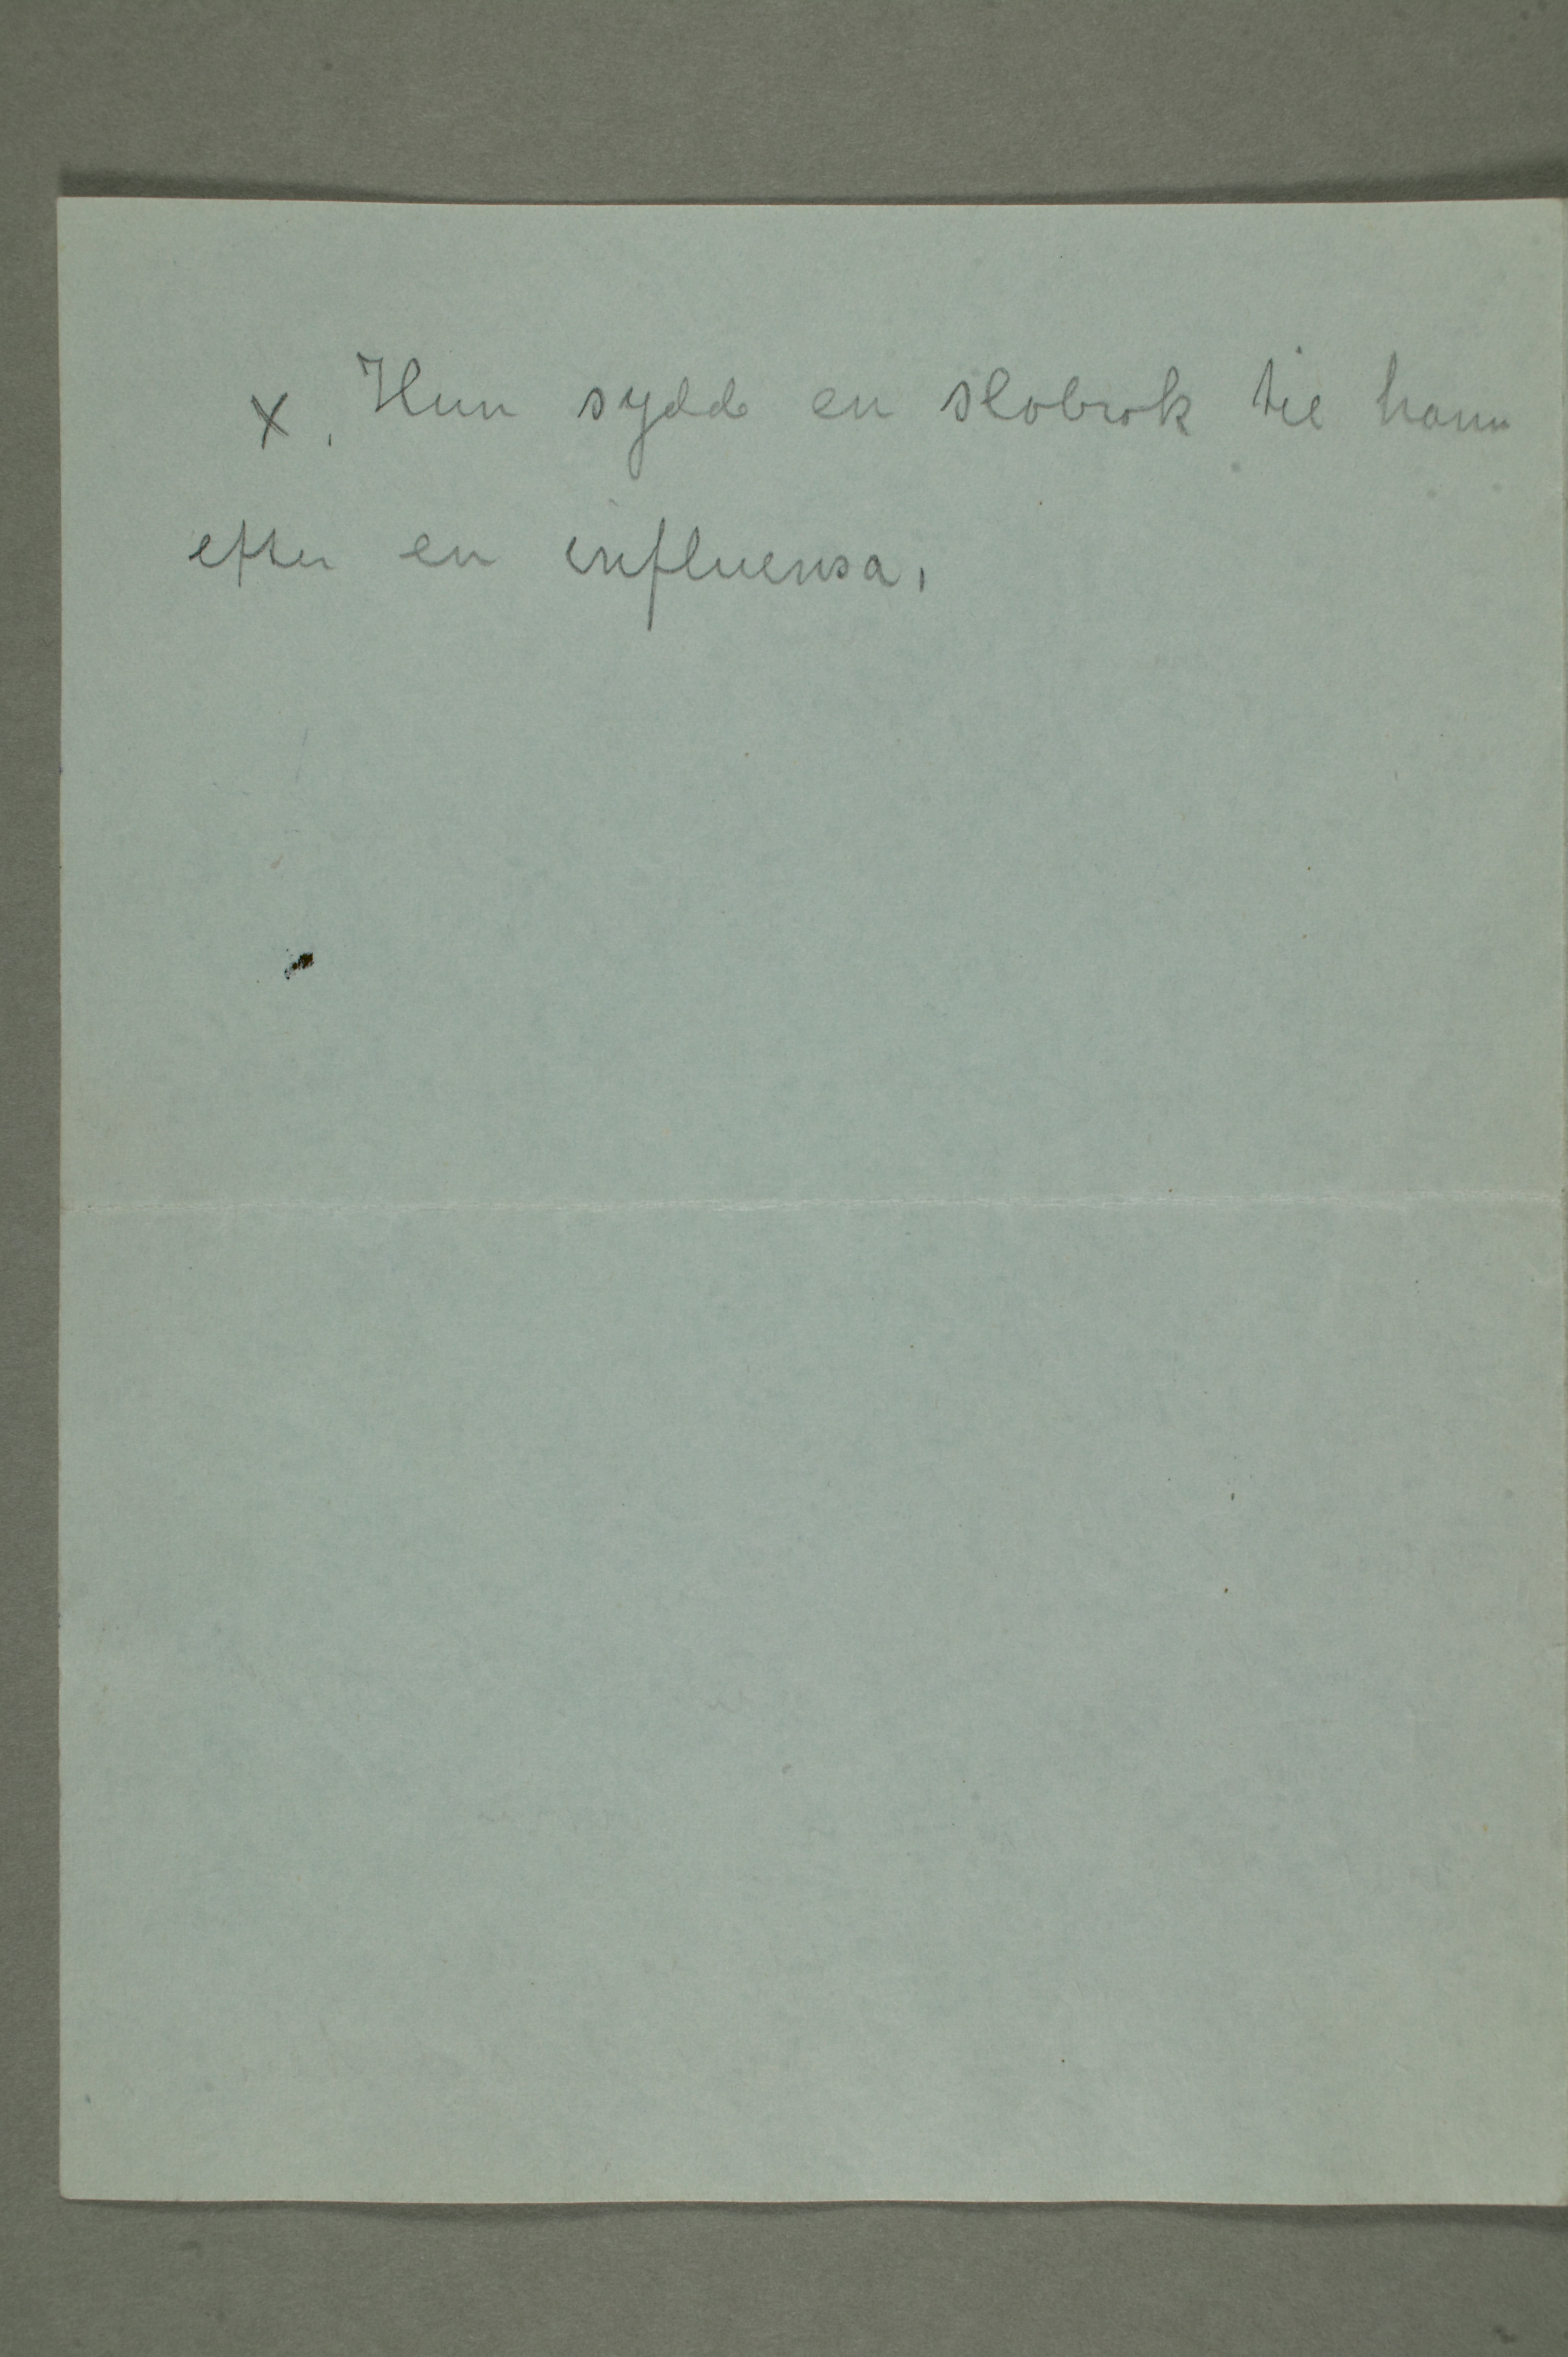 x. Hun sydde en slobrok til ham
efter en influensa.